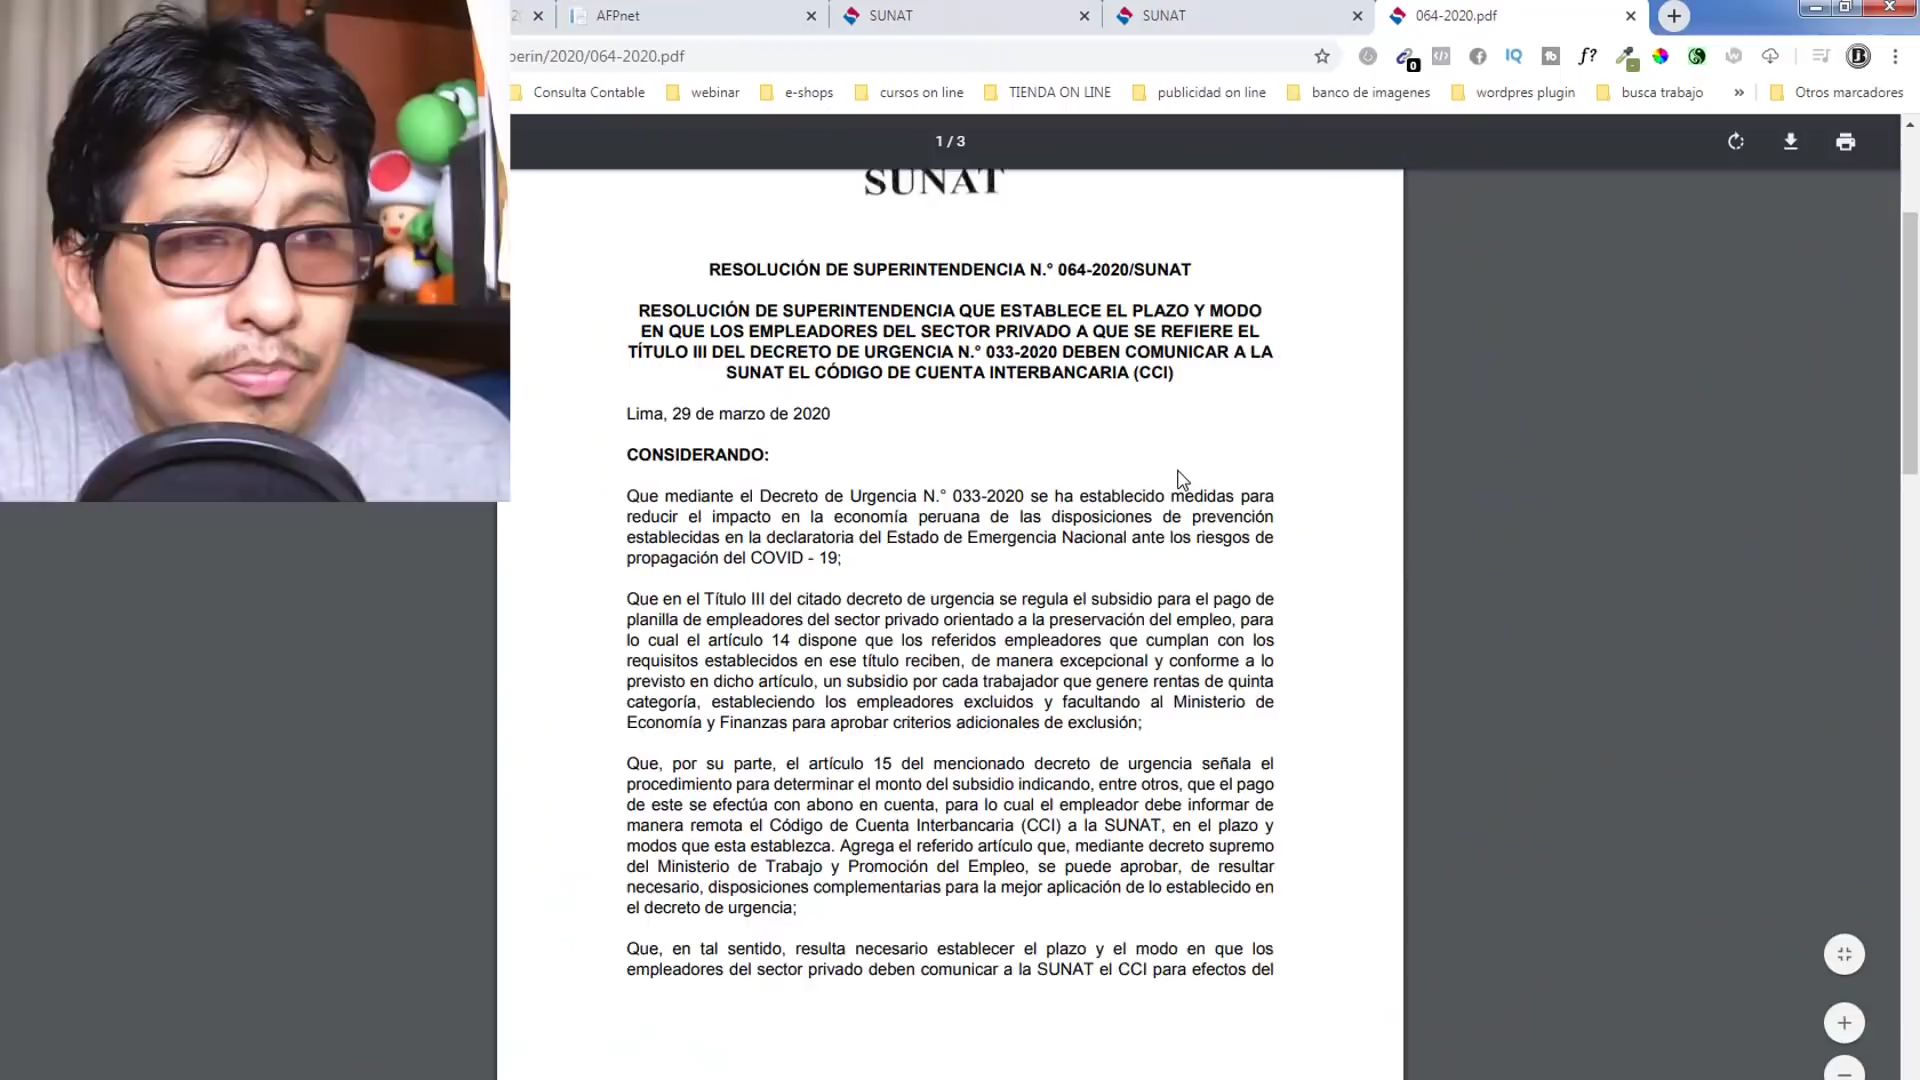 AFPnet
SUNAT
SUNAT
064-2020.pdf
perin/2020/064-2020.pdf
0
IQ
f?
Consulta Contable
webinar
e-shops
cursos on line
TIENDA ON LINE
publicidad on line
banco de imagenes
wordpres plugin
busca trabajo
»
Otros marcadores
1 / 3
SUNAT
RESOLUCIÓN DE SUPERINTENDENCIA N.° 064-2020/SUNAT
RESOLUCIÓN DE SUPERINTENDENCIA QUE ESTABLECE EL PLAZO Y MODO
EN QUE LOS EMPLEADORES DEL SECTOR PRIVADO A QUE SE REFIERE EL
TÍTULO III DEL DECRETO DE URGENCIA N.° 033-2020 DEBEN COMUNICAR A LA
SUNAT EL CÓDIGO DE CUENTA INTERBANCARIA (CCI)
Lima, 29 de marzo de 2020
CONSIDERANDO:
Que mediante el Decreto de Urgencia N.° 033-2020 se ha establecido medidas para
reducir el impacto en la economía peruana de las disposiciones de prevención
establecidas en la declaratoria del Estado de Emergencia Nacional ante los riesgos de
propagación del COVID - 19;
Que en el Título III del citado decreto de urgencia se regula el subsidio para el pago de
planilla de empleadores del sector privado orientado a la preservación del empleo, para
lo cual el artículo 14 dispone que los referidos empleadores que cumplan con los
requisitos establecidos en ese título reciben, de manera excepcional y conforme a lo
previsto en dicho artículo, un subsidio por cada trabajador que genere rentas de quinta
categoría, estableciendo los empleadores excluidos y facultando al Ministerio de
Economía y Finanzas para aprobar criterios adicionales de exclusión;
Que, por su parte, el artículo 15 del mencionado decreto de urgencia señala el
procedimiento para determinar el monto del subsidio indicando, entre otros, que el pago
de este se efectúa con abono en cuenta, para lo cual el empleador debe informar de
manera remota el Código de Cuenta Interbancaria (CCI) a la SUNAT, en el plazo y
modos que esta establezca. Agrega el referido artículo que, mediante decreto supremo
del Ministerio de Trabajo y Promoción del Empleo, se puede aprobar, de resultar
necesario, disposiciones complementarias para la mejor aplicación de lo establecido en
el decreto de urgencia;
Que, en tal sentido, resulta necesario establecer el plazo y el modo en que los
empleadores del sector privado deben comunicar a la SUNAT el CCI para efectos del